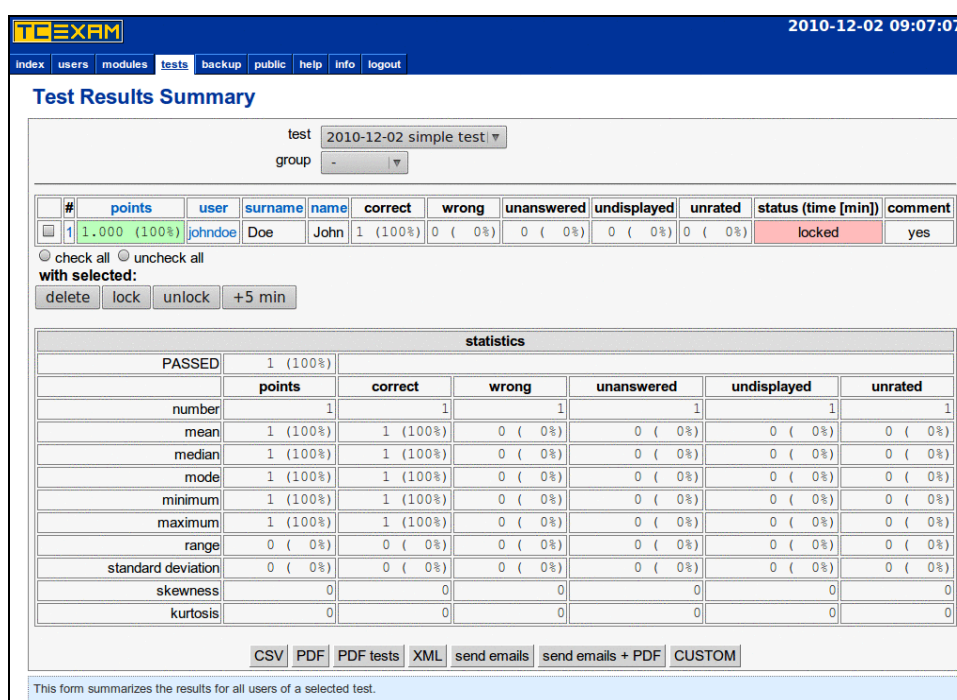 TCEXAM
2010-12-02 09:07:07
index users modules tests backup public help info logout
Test Results Summary
test 2010-12-02 simple test
group -
# points user surname name correct wrong unanswered undisplayed unrated status (time [min]) comment
1 1.000 (100%) johndoe Doe John 1 (100%) 0 ( 0%) 0 ( 0%) 0 ( 0%) 0 ( 0%) locked yes
check all uncheck all
with selected:
delete lock unlock +5 min
statistics
PASSED 1 (100%)
points correct wrong unanswered undisplayed unrated
number 1 1 1 1 1 1
mean 1 (100%) 1 (100%) 0 ( 0%) 0 ( 0%) 0 ( 0%) 0 ( 0%)
median 1 (100%) 1 (100%) 0 ( 0%) 0 ( 0%) 0 ( 0%) 0 ( 0%)
mode 1 (100%) 1 (100%) 0 ( 0%) 0 ( 0%) 0 ( 0%) 0 ( 0%)
minimum 1 (100%) 1 (100%) 0 ( 0%) 0 ( 0%) 0 ( 0%) 0 ( 0%)
maximum 1 (100%) 1 (100%) 0 ( 0%) 0 ( 0%) 0 ( 0%) 0 ( 0%)
range 0 ( 0%) 0 ( 0%) 0 ( 0%) 0 ( 0%) 0 ( 0%) 0 ( 0%)
standard deviation 0 ( 0%) 0 ( 0%) 0 ( 0%) 0 ( 0%) 0 ( 0%) 0 ( 0%)
skewness 0 0 0 0 0 0
kurtosis 0 0 0 0 0 0
CSV PDF PDF tests XML send emails send emails + PDF CUSTOM
This form summarizes the results for all users of a selected test.